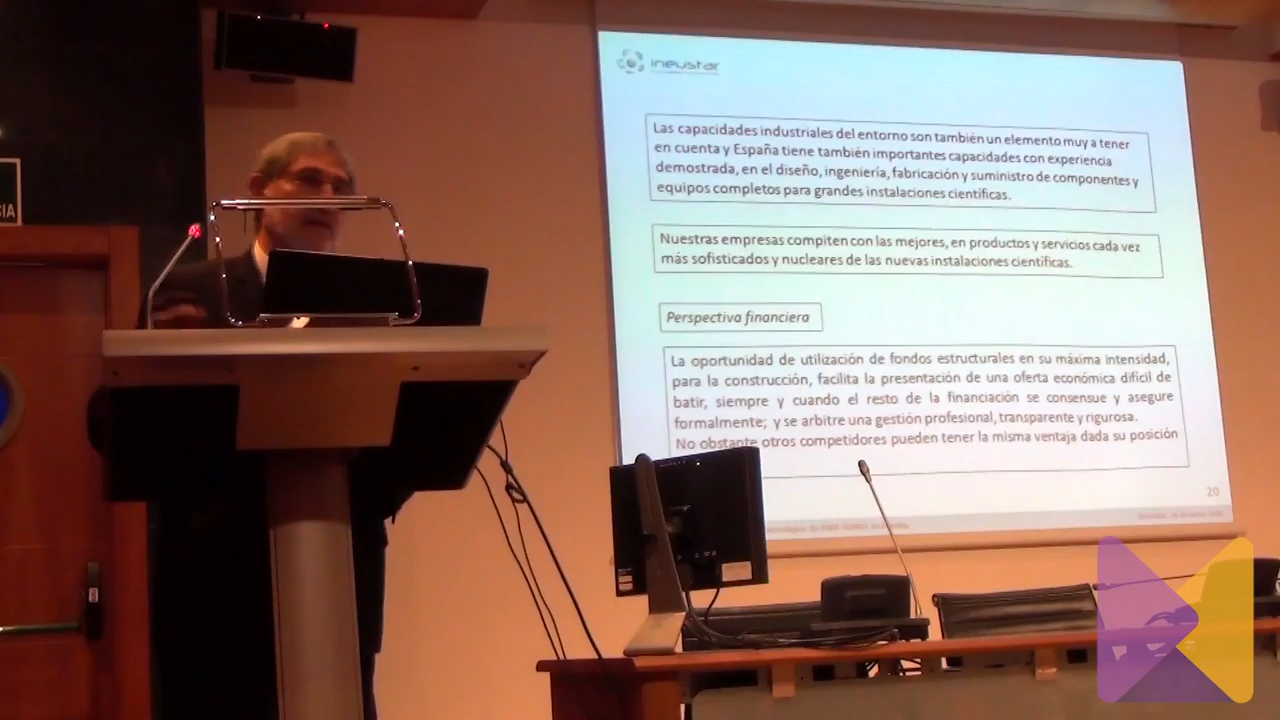 ineustar
Las capacidades industriales del entorno son también un elemento muy a tener
en cuenta y España tiene también importantes capacidades con experiencia
demostrada, en el diseño, ingeniería, fabricación y suministro de componentes y
equipos completos para grandes instalaciones científicas.
Nuestras empresas compiten con las mejores, en productos y servicios cada vez
más sofisticados y nucleares de las nuevas instalaciones científicas.
Perspectiva financiera
La oportunidad de utilización de fondos estructurales en su máxima intensidad,
para la construcción, facilita la presentación de una oferta económica difícil de
batir, siempre y cuando el resto de la financiación se consensue y asegure
formalmente; y se arbitre una gestión profesional, transparente y rigurosa.
No obstante otros competidores pueden tener la misma ventaja dada su posición
20
CIA